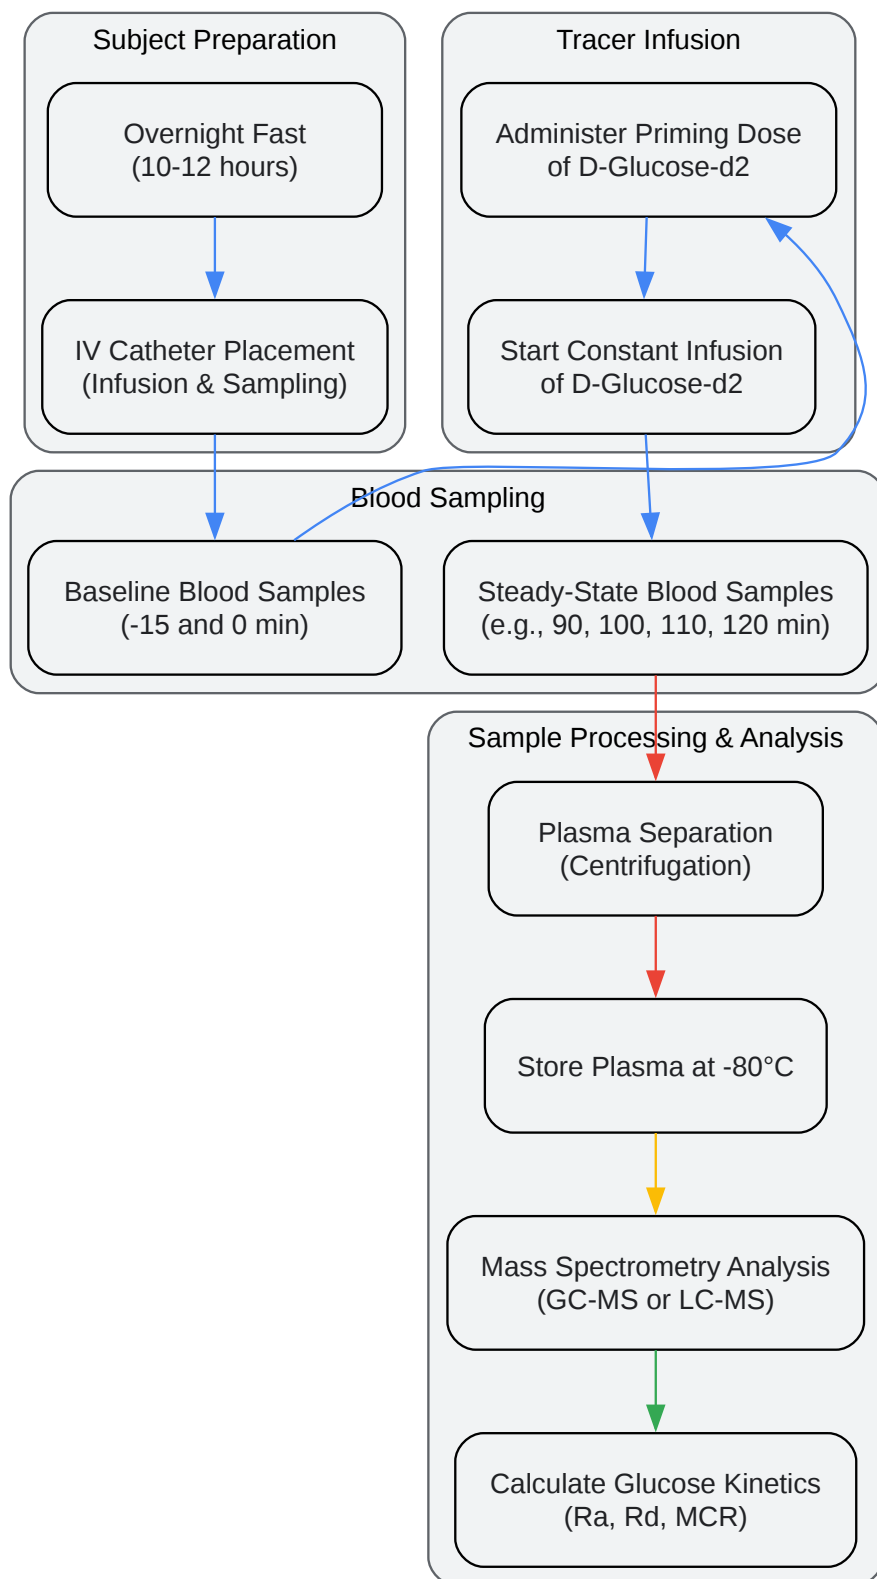 Subject Preparation
Overnight Fast
(10-12 hours)
IV Catheter Placement
(Infusion & Sampling)
Tracer Infusion
Administer Priming Dose
of D-Glucose-d2
Start Constant Infusion
of D-Glucose-d2
Blood Sampling
Baseline Blood Samples
(-15 and 0 min)
Steady-State Blood Samples
(e.g., 90, 100, 110, 120 min)
Sample Processing & Analysis
Plasma Separation
(Centrifugation)
Store Plasma at -80°C
Mass Spectrometry Analysis
(GC-MS or LC-MS)
Calculate Glucose Kinetics
(Ra, Rd, MCR)